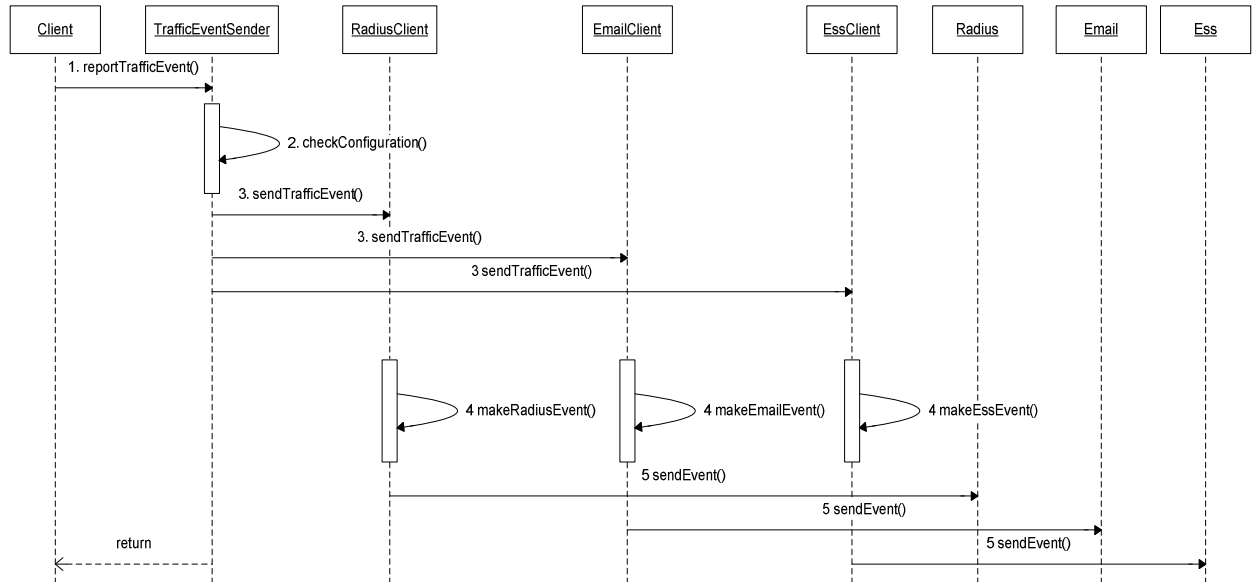 Client
TrafficEventSender
RadiusClient
EmailClient
EssClient
Radius
Email
Ess
1. reportTrafficEvent()
2. checkConfiguration()
3. sendTrafficEvent()
3. sendTrafficEvent()
3 sendTrafficEvent()
4 makeRadiusEvent()
4 makeEmailEvent()
4 makeEssEvent()
5 sendEvent()
5 sendEvent()
5 sendEvent()
return